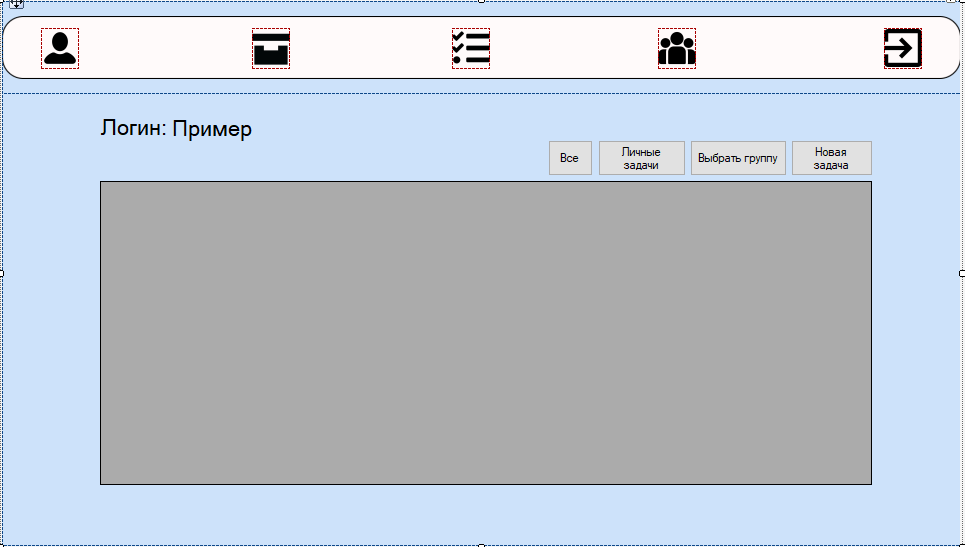 Логин: Пример
Все
Личные
задачи
Выбрать группу
Новая
задача